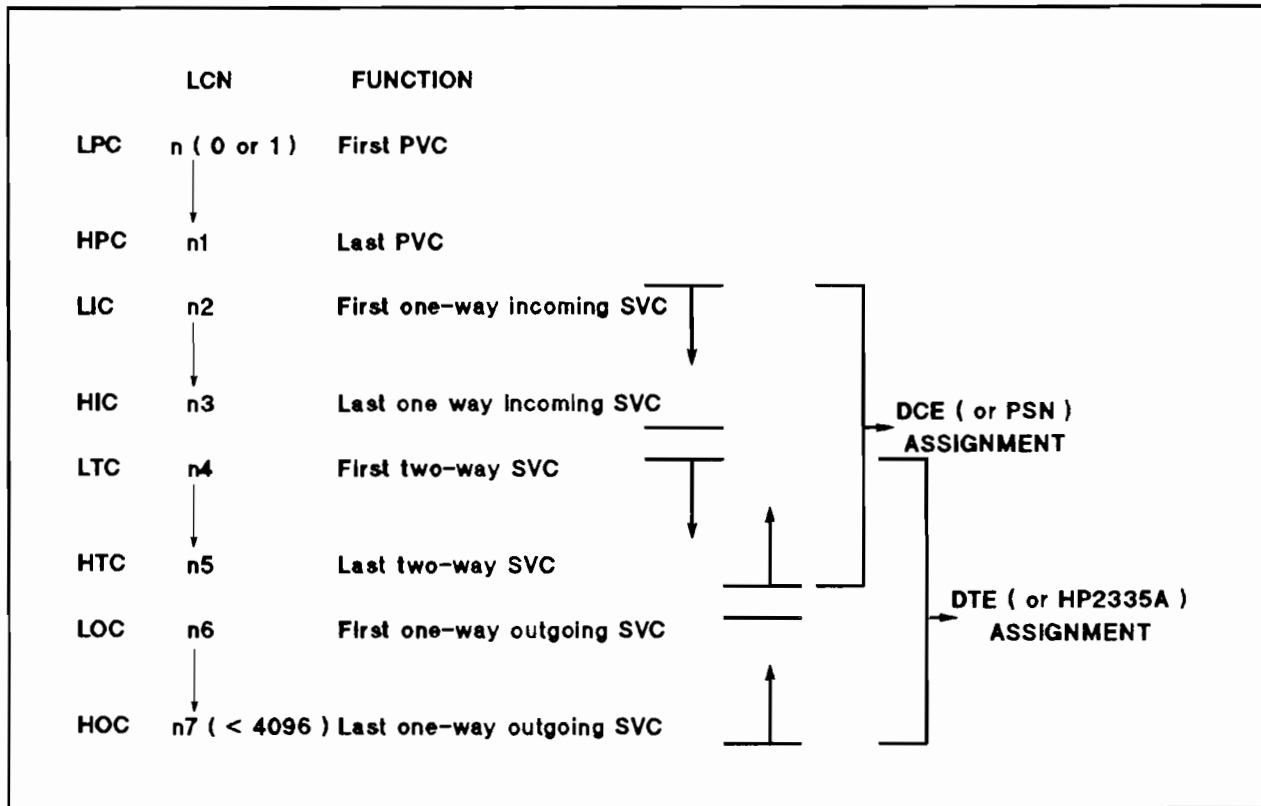 LCN FUNCTION
LPC n ( 0 or 1 ) First PVC
HPC n1 Last PVC
LIC n2 First one-way incoming SVC
HIC n3 Last one way incoming SVC
DCE ( or PSN )
ASSIGNMENT
LTC n4 First two-way SVC
HTC n5 Last two-way SVC
DTE ( or HP2335A )
ASSIGNMENT
LOC n6 First one-way outgoing SVC
HOC n7 ( < 4096 ) Last one-way outgoing SVC